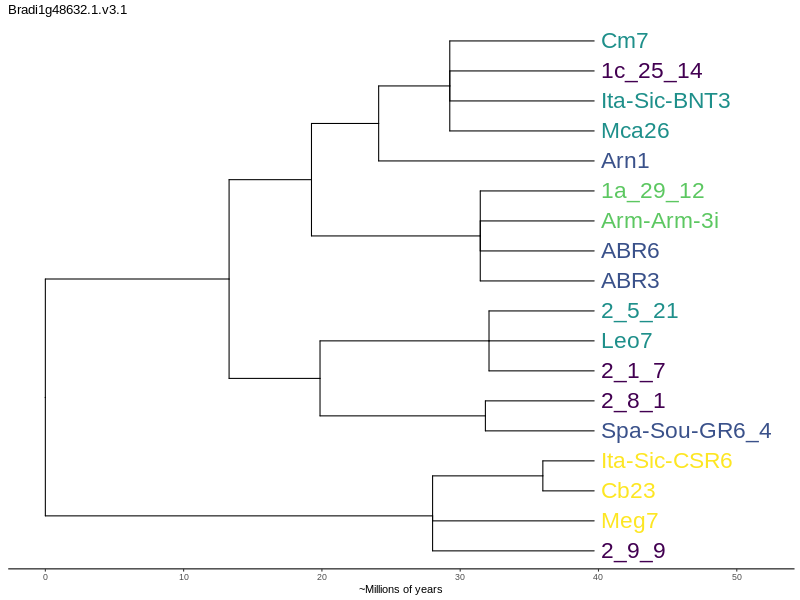 Bradi1g48632.1.v3.1
Cm7
1c_25_14
Ita-Sic-BNT3
Mca26
Arn1
1a_29_12
Arm-Arm-3i
ABR6
ABR3
2_5_21
Leo7
2_1_7
2_8_1
Spa-Sou-GR6_4
Ita-Sic-CSR6
Cb23
Meg7
2_9_9
0 10 20 30 40 50
~Millions of years